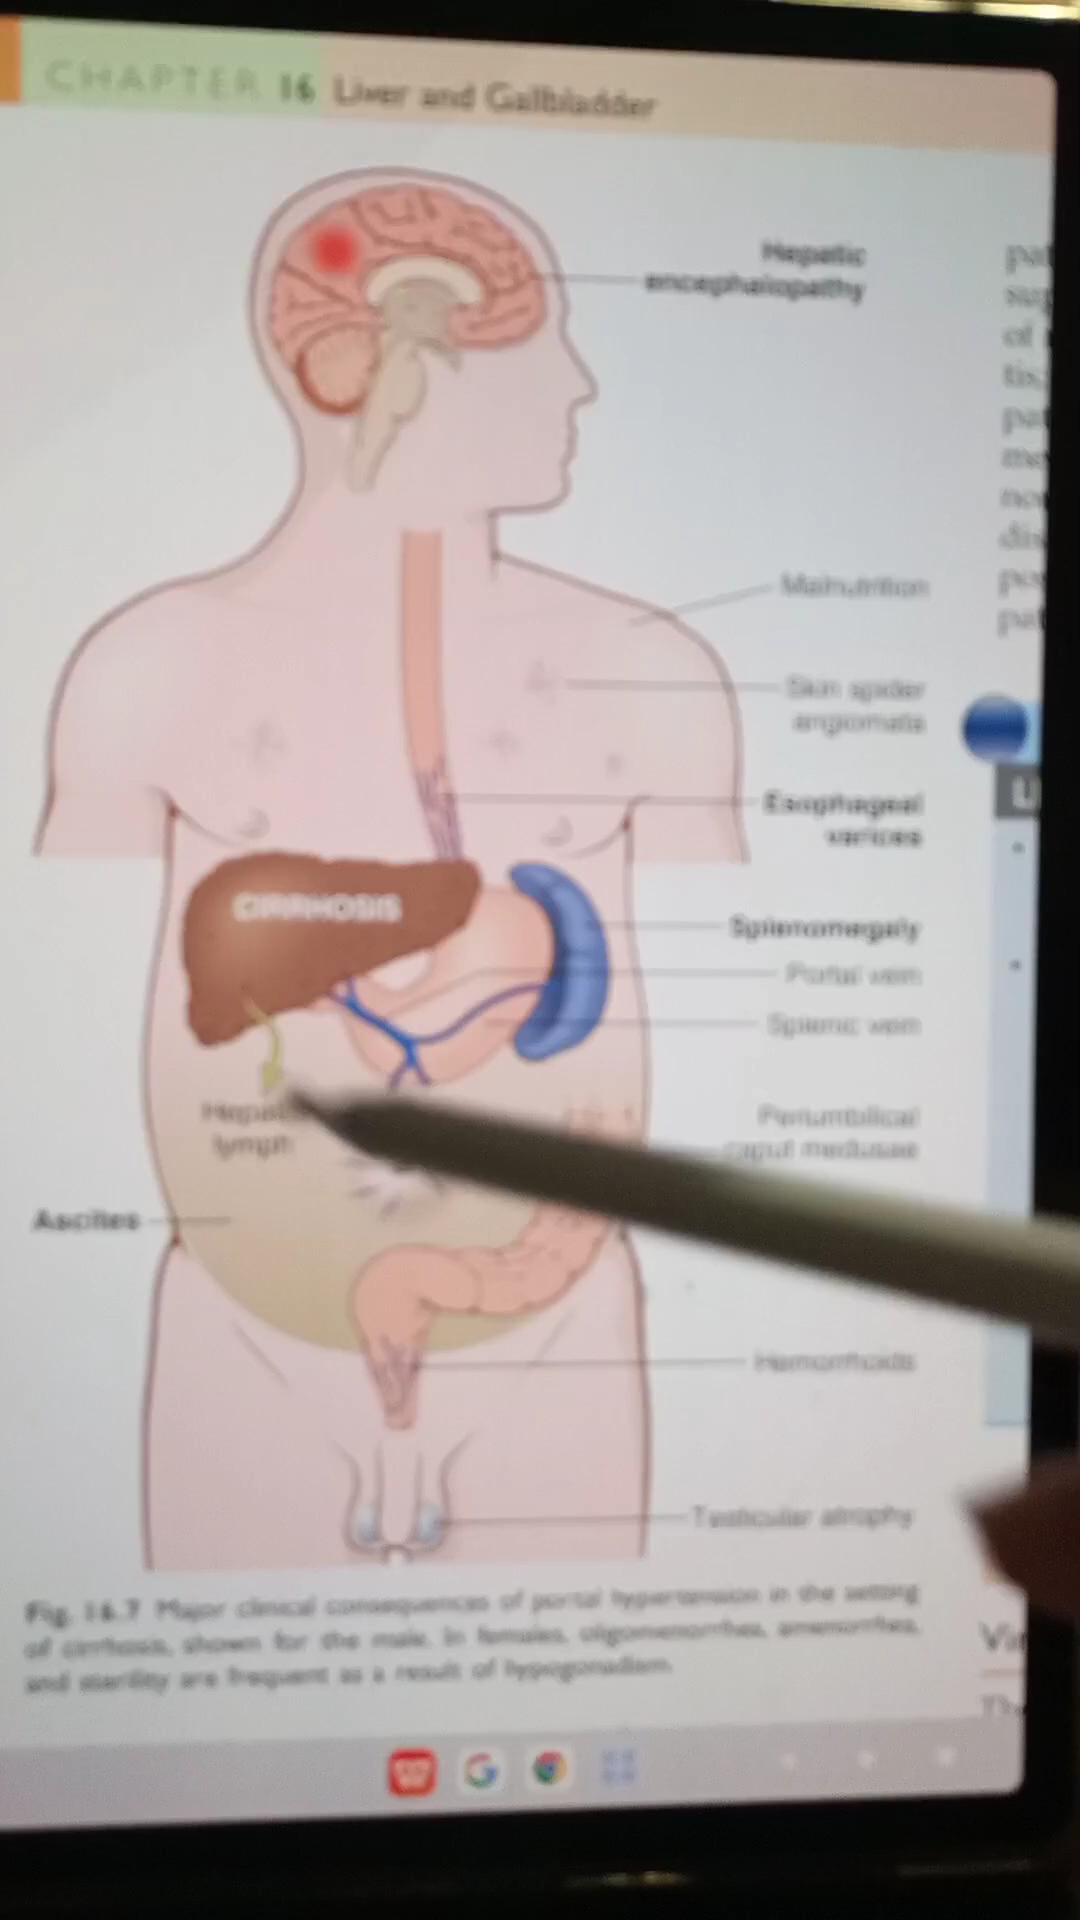 CHAPTER 16 Liver and Gallbladder
Hepatic
encephalopathy
Malnutrition
Skin spider
angiomata
Esophageal
varices
CIRRHOSIS
Splenomegaly
Portal vein
Splenic vein
lymph
Periumbilical
caput medusae
Ascites
Hemorrhoids
Testicular atrophy
Fig. 16.7 Major clinical consequences of portal hypertension in the setting
of cirrhosis, shown for the male. In females, oligomenorrhea, amenorrhea,
and sterility are frequent as a result of hypogonadism.